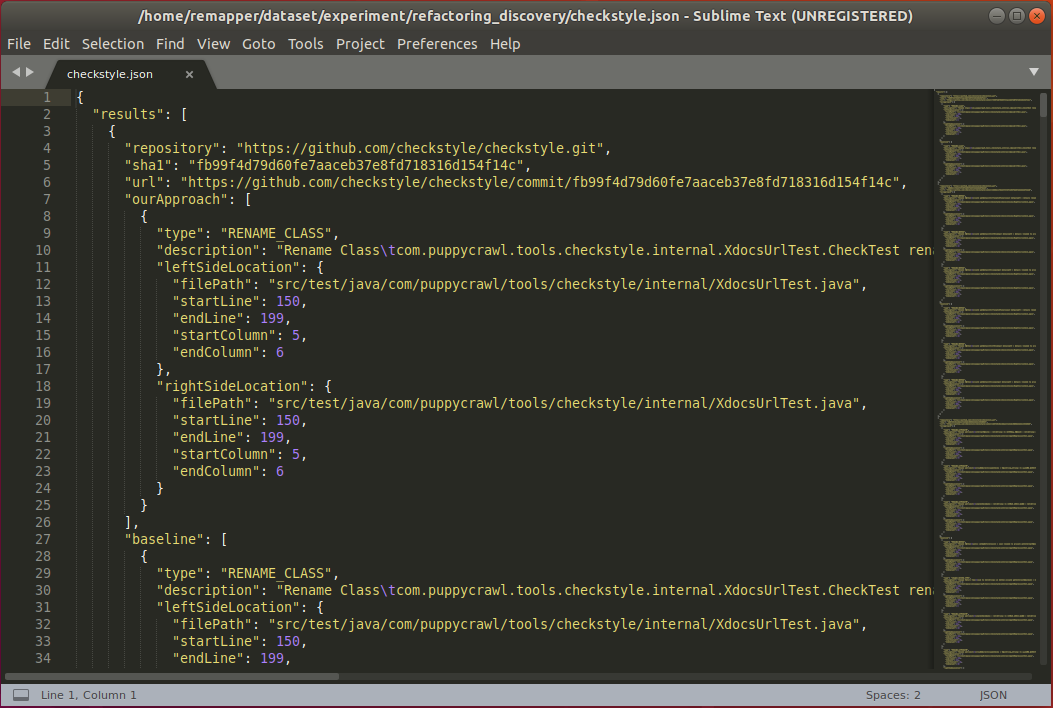 /home/remapper/dataset/experiment/refactoring_discovery/checkstyle.json - Sublime Text (UNREGISTERED)
File Edit Selection Find View Goto Tools Project Preferences Help
checkstyle.json ×
1 {
2 "results": [
3 {
4 "repository": "https://github.com/checkstyle/checkstyle.git",
5 "sha1": "fb99f4d79d60fe7aaceb37e8fd718316d154f14c",
6 "url": "https://github.com/checkstyle/checkstyle/commit/fb99f4d79d60fe7aaceb37e8fd718316d154f14c",
7 "ourApproach": [
8 {
9 "type": "RENAME_CLASS",
10 "description": "Rename Class\tcom.puppycrawl.tools.checkstyle.internal.XdocsUrlTest.CheckTest rena
11 "leftSideLocation": {
12 "filePath": "src/test/java/com/puppycrawl/tools/checkstyle/internal/XdocsUrlTest.java",
13 "startLine": 150,
14 "endLine": 199,
15 "startColumn": 5,
16 "endColumn": 6
17 },
18 "rightSideLocation": {
19 "filePath": "src/test/java/com/puppycrawl/tools/checkstyle/internal/XdocsUrlTest.java",
20 "startLine": 150,
21 "endLine": 199,
22 "startColumn": 5,
23 "endColumn": 6
24 }
25 }
26 ],
27 "baseline": [
28 {
29 "type": "RENAME_CLASS",
30 "description": "Rename Class\tcom.puppycrawl.tools.checkstyle.internal.XdocsUrlTest.CheckTest rena
31 "leftSideLocation": {
32 "filePath": "src/test/java/com/puppycrawl/tools/checkstyle/internal/XdocsUrlTest.java",
33 "startLine": 150,
34 "endLine": 199,
Line 1, Column 1 Spaces: 2 JSON